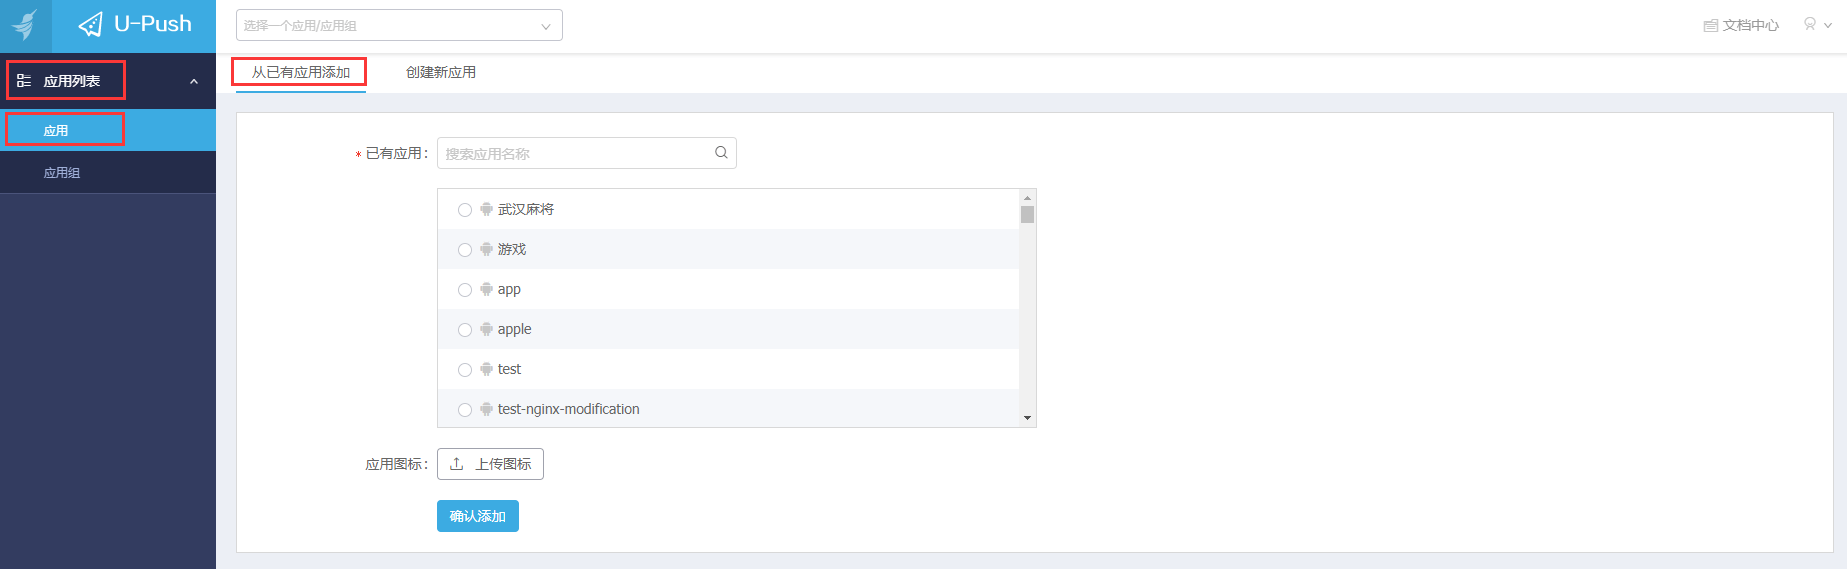 U-Push
选择一个应用/应用组
文档中心
应用列表
应用
应用组
从已有应用添加
创建新应用
* 已有应用：
搜索应用名称
武汉麻将
游戏
app
apple
test
test-nginx-modification
应用图标：
上传图标
确认添加